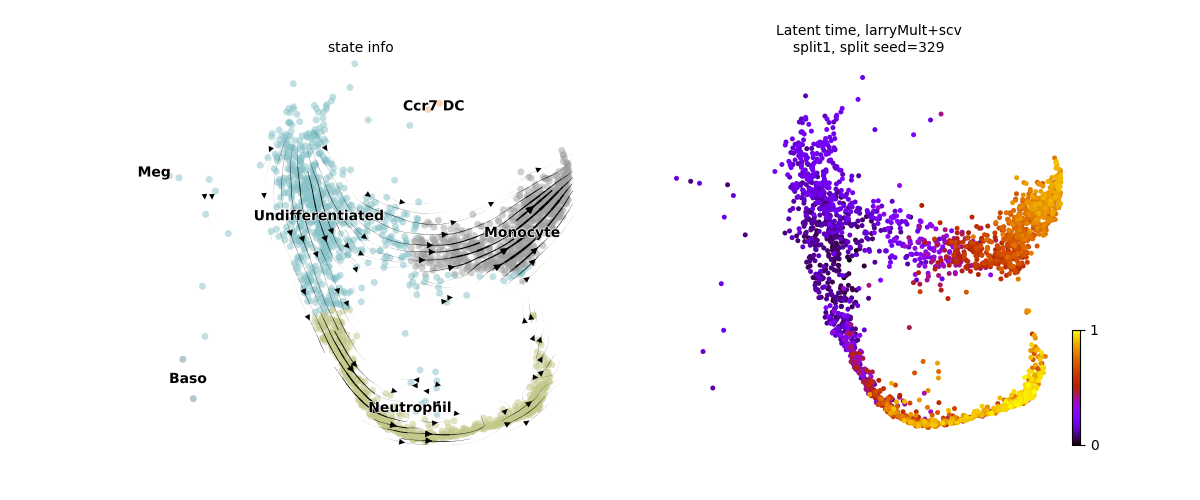 state info
Latent time, larryMult+scv
split1, split seed=329
Ccr7 DC
Meg
Undifferentiated
Monocyte
Baso
Neutrophil
1
0